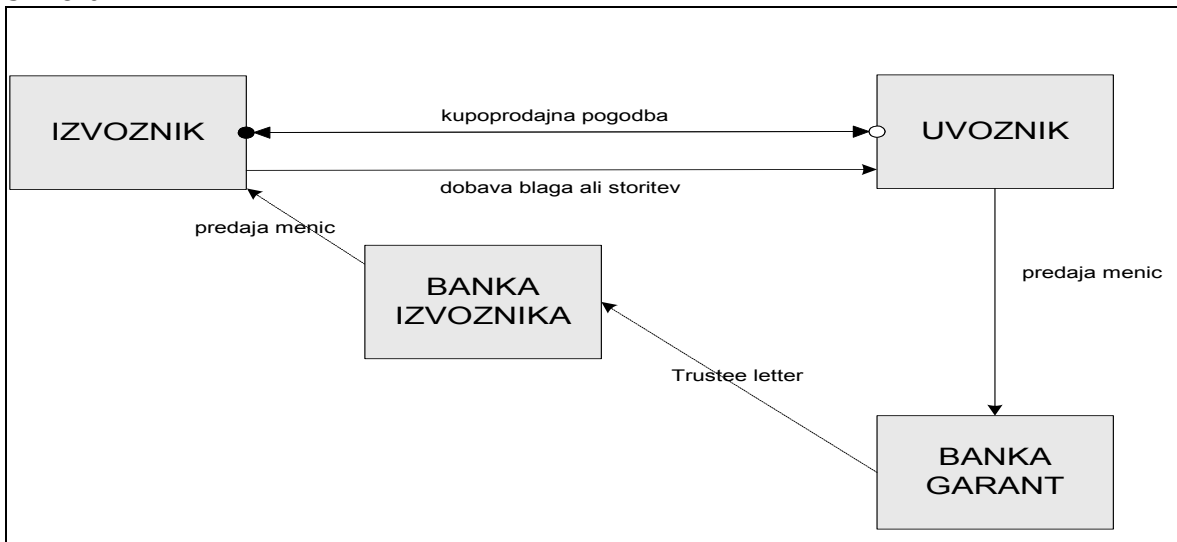 kupoprodajna pogodba
IZVOZNIK
UVOZNIK
dobava blaga ali storitev
predaja menic
BANKA
IZVOZNIKA
predaja menic
Trustee letter
BANKA
GARANT